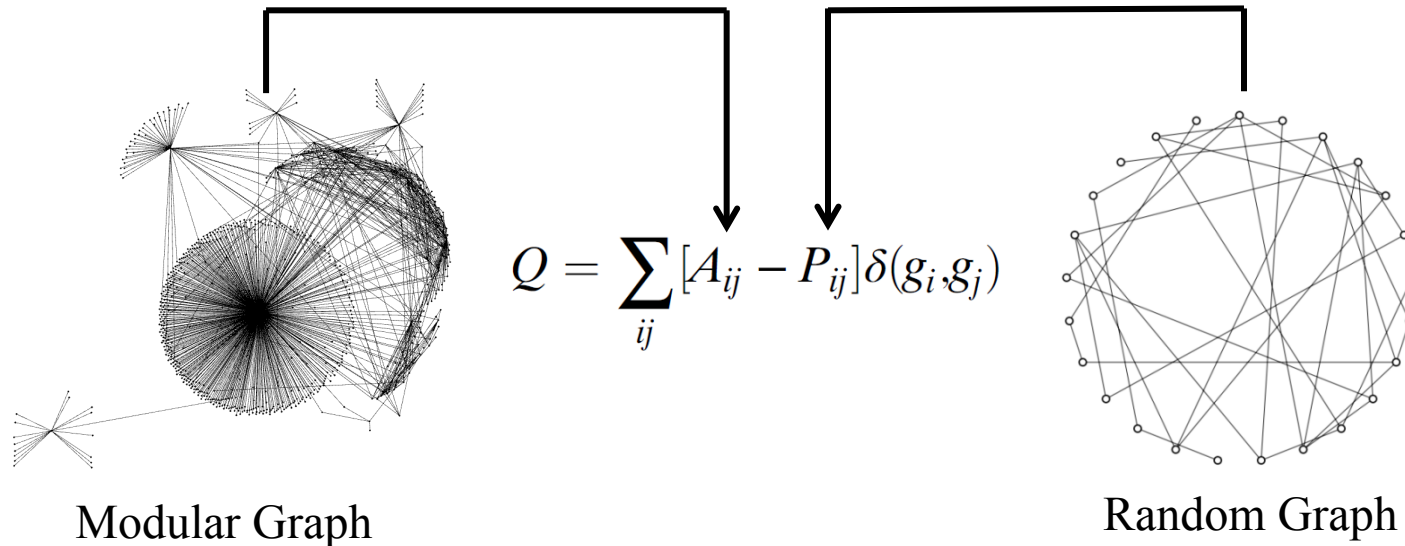 Q = ∑ij [Aij − Pij]δ(gi,gj)
Modular Graph
Random Graph